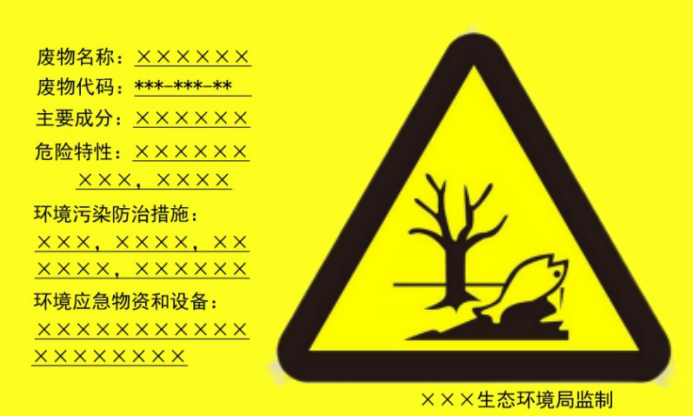 废物名称：××××××
废物代码：***-***-**
主要成分：××××××
危险特性：××××××
×××，××××
环境污染防治措施：
×××，××××，××
××××，××××××
环境应急物资和设备：
×××××××××××
××××××××
×××生态环境局监制